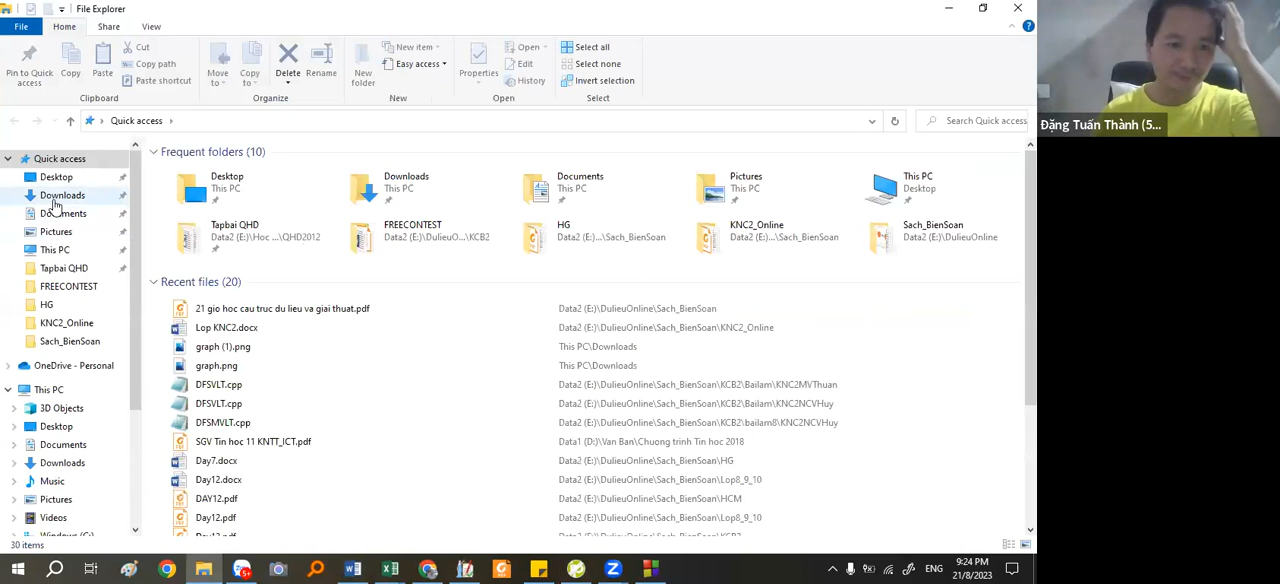 File Explorer
File
Home
Share
View
Pin to Quick access
Copy
Paste
Cut
Copy path
Paste shortcut
Clipboard
Move to
Copy to
Delete
Rename
Organize
New folder
New item
Easy access
New
Properties
Open
Edit
History
Open
Select all
Select none
Invert selection
Select
Quick access
Search Quick access
Quick access
Desktop
Downloads
Documents
Pictures
This PC
Tapbai QHD
FREECONTEST
HG
KNC2_Online
Sach_BienSoan
OneDrive - Personal
This PC
3D Objects
Desktop
Documents
Downloads
Music
Pictures
Videos
30 items
Frequent folders (10)
Desktop
This PC
Downloads
This PC
Documents
This PC
Pictures
This PC
This PC
Desktop
Tapbai QHD
Data2 (E:)\Hoc ...\QHD2012
FREECONTEST
Data2 (E:)\DulieuO...\KCB2
HG
Data2 (E:)...\Sach_BienSoan
KNC2_Online
Data2 (E:)...\Sach_BienSoan
Sach_BienSoan
Data2 (E:)\DulieuOnline
Recent files (20)
21 gio hoc cau truc du lieu va giai thuat.pdf Data2 (E:)\DulieuOnline\Sach_BienSoan
Lop KNC2.docx Data2 (E:)\DulieuOnline\Sach_BienSoan\KNC2_Online
graph (1).png This PC\Downloads
graph.png This PC\Downloads
DFSVLT.cpp Data2 (E:)\DulieuOnline\Sach_BienSoan\KCB2\Bailam\KNC2MVThuan
DFSVLT.cpp Data2 (E:)\DulieuOnline\Sach_BienSoan\KCB2\Bailam\KNC2NCVHuy
DFSMVLT.cpp Data2 (E:)\DulieuOnline\Sach_BienSoan\KCB2\bailam8\KNC2NCVHuy
SGV Tin hoc 11 KNTT_ICT.pdf Data1 (D:)\Van Ban\Chuong trinh Tin hoc 2018
Day7.docx Data2 (E:)\DulieuOnline\Sach_BienSoan\HG
Day12.docx Data2 (E:)\DulieuOnline\Sach_BienSoan\Lop8_9_10
DAY12.pdf Data2 (E:)\DulieuOnline\Sach_BienSoan\HCM
Day12.pdf Data2 (E:)\DulieuOnline\Sach_BienSoan\Lop8_9_10
Đặng Tuấn Thành (5...
ENG
9:24 PM
21/8/2023